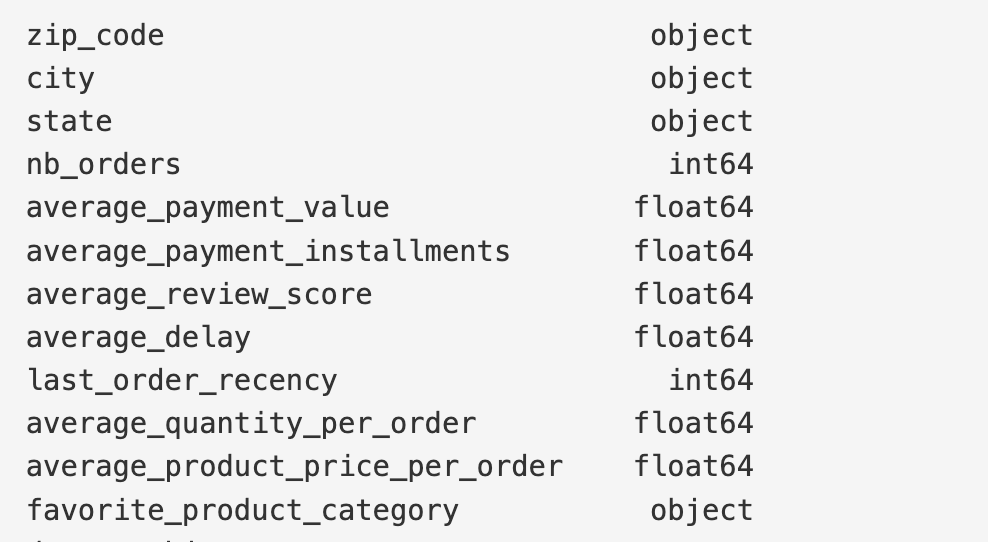 zip_code object
city object
state object
nb_orders int64
average_payment_value float64
average_payment_installments float64
average_review_score float64
average_delay float64
last_order_recency int64
average_quantity_per_order float64
average_product_price_per_order float64
favorite_product_category object